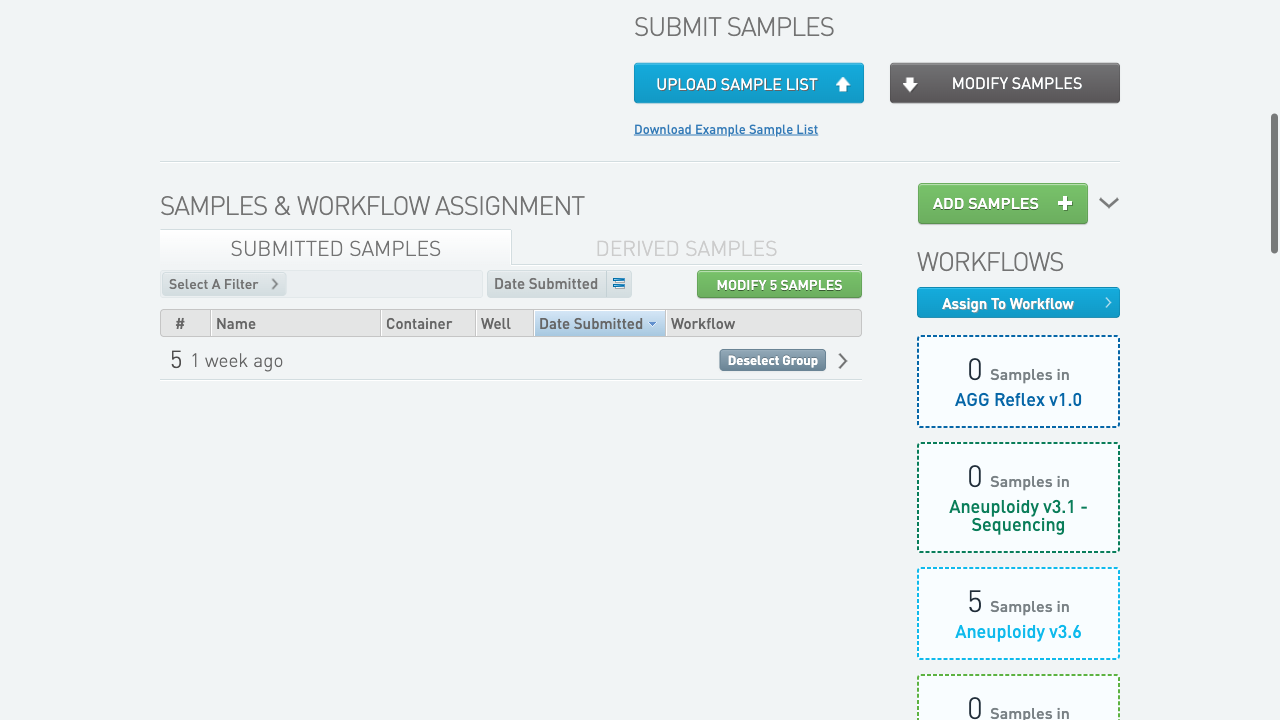 SUBMIT SAMPLES
UPLOAD SAMPLE LIST
MODIFY SAMPLES
Download Example Sample List
SAMPLES & WORKFLOW ASSIGNMENT
ADD SAMPLES
SUBMITTED SAMPLES
DERIVED SAMPLES
Select A Filter
Date Submitted
MODIFY 5 SAMPLES
# Name Container Well Date Submitted Workflow
5 1 week ago
Deselect Group
WORKFLOWS
Assign To Workflow
0 Samples in
AGG Reflex v1.0
0 Samples in
Aneuploidy v3.1 -
Sequencing
5 Samples in
Aneuploidy v3.6
0 Samples in